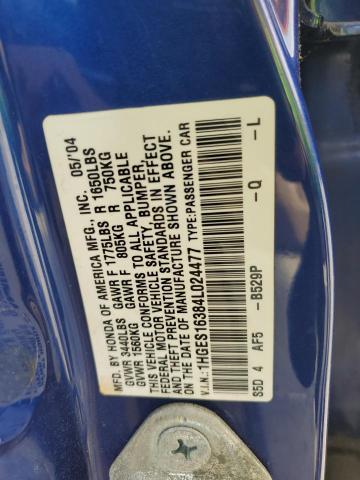 MFD. BY HONDA OF AMERICA MFG., INC. 05/'04
GVWR 3440LBS GAWR F 1775LBS R 1650LBS
GVWR 1560KG GAWR F 805KG R 750KG
THIS VEHICLE CONFORMS TO ALL APPLICABLE
FEDERAL MOTOR VEHICLE SAFETY, BUMPER,
AND THEFT PREVENTION STANDARDS IN EFFECT
ON THE DATE OF MANUFACTURE SHOWN ABOVE.
V.I.N.:1HGES16384L024477 TYPE:PASSENGER CAR
S5D 4 AF5 -B529P -Q -L